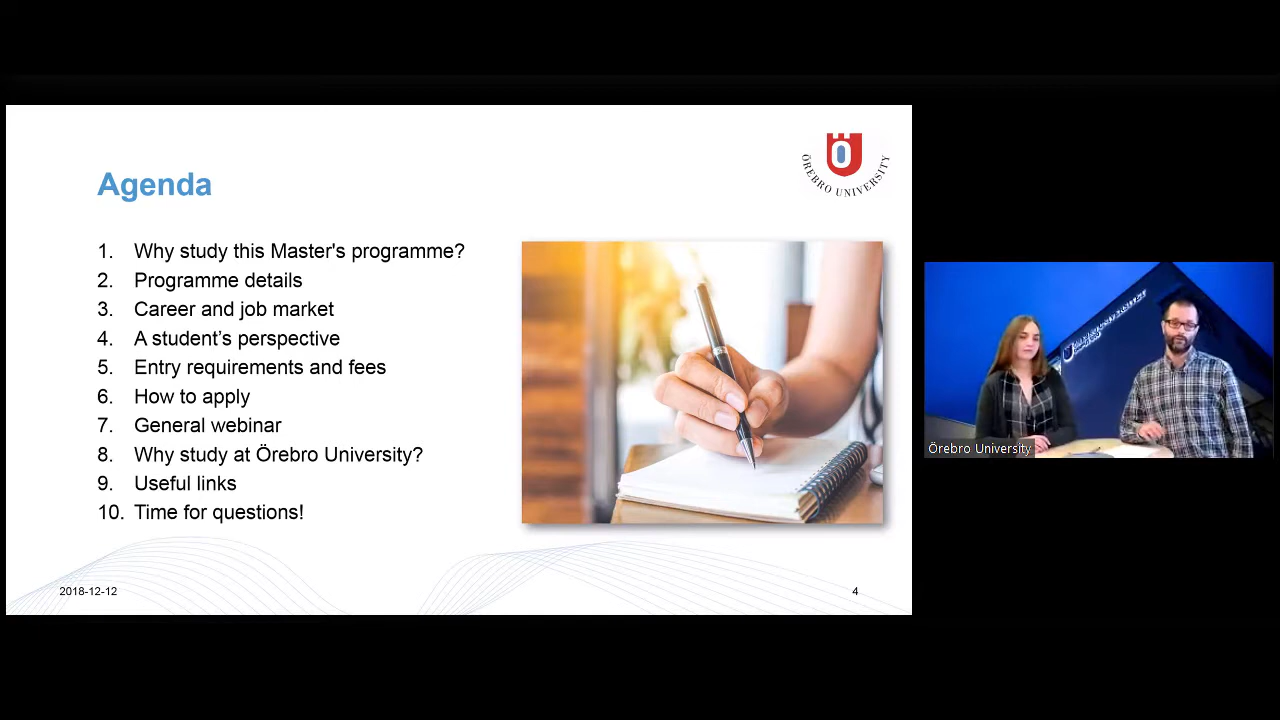 Agenda
ÖREBRO UNIVERSITY
1. Why study this Master's programme?
2. Programme details
3. Career and job market
4. A student’s perspective
5. Entry requirements and fees
6. How to apply
7. General webinar
8. Why study at Örebro University?
9. Useful links
10. Time for questions!
2018-12-12
4
Örebro University